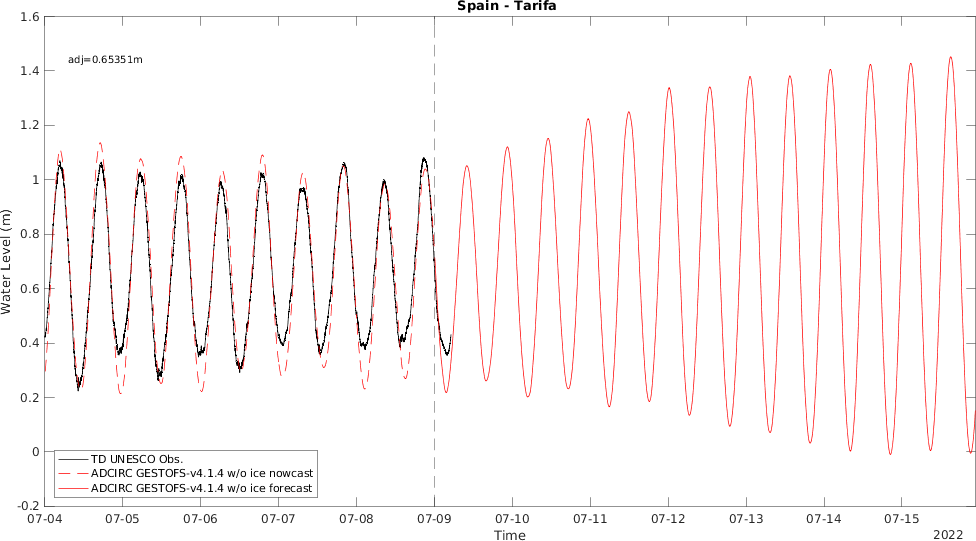 Spain - Tarifa
adj=0.65351m
Water Level (m)
1.6
1.4
1.2
1
0.8
0.6
0.4
0.2
0
-0.2
TD UNESCO Obs.
ADCIRC GESTOFS-v4.1.4 w/o ice nowcast
ADCIRC GESTOFS-v4.1.4 w/o ice forecast
07-04 07-05 07-06 07-07 07-08 07-09 07-10 07-11 07-12 07-13 07-14 07-15
Time
2022